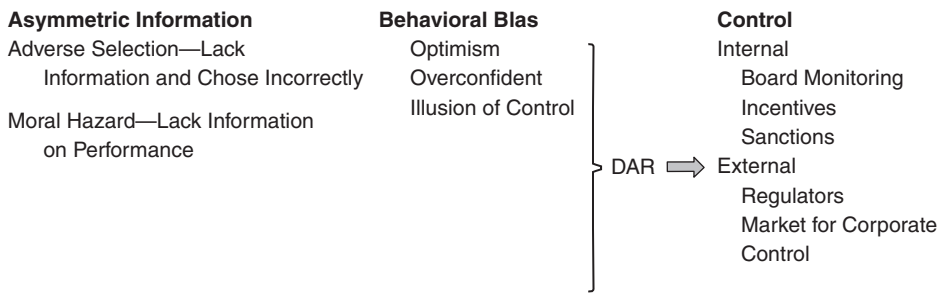 Asymmetric Information
Adverse Selection—Lack
Information and Chose Incorrectly
Moral Hazard—Lack Information
on Performance
Behavioral Blas
Optimism
Overconfident
Illusion of Control
DAR
Control
Internal
Board Monitoring
Incentives
Sanctions
External
Regulators
Market for Corporate
Control